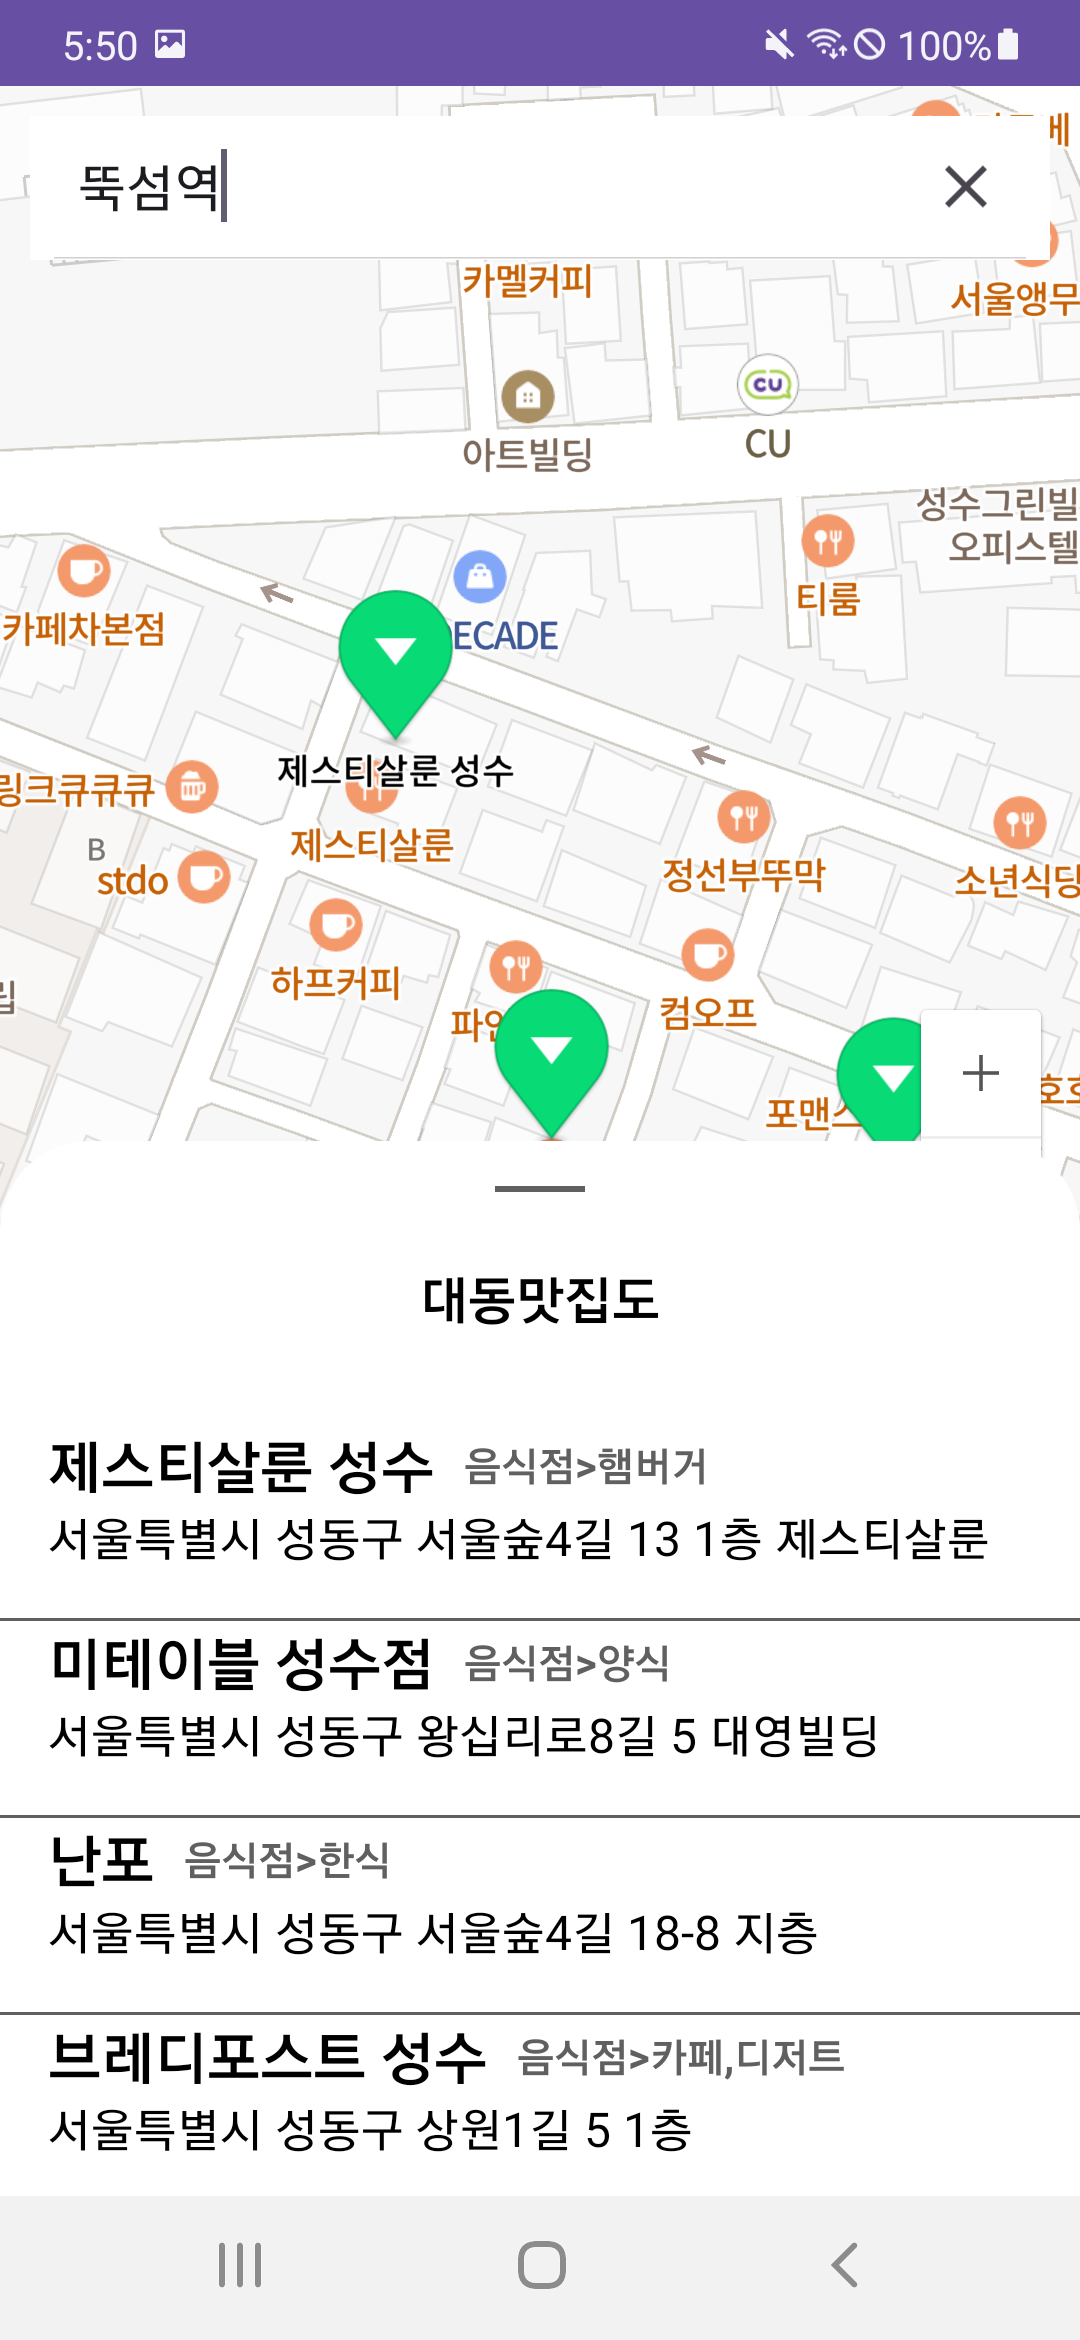 5:50
100%
뚝섬역
카멜커피
서울앵무
아트빌딩
CU
CU
성수그린빌
오피스텔
티룸
카페차본점
ECADE
제스티살룬 성수
링크큐큐큐
제스티살룬
B
stdo
정선부뚜막
소년식당
하프커피
컴오프
포맨스
호호
대동맛집도
제스티살룬 성수 음식점>햄버거
서울특별시 성동구 서울숲4길 13 1층 제스티살룬
미테이블 성수점 음식점>양식
서울특별시 성동구 왕십리로8길 5 대영빌딩
난포 음식점>한식
서울특별시 성동구 서울숲4길 18-8 지층
브레디포스트 성수 음식점>카페,디저트
서울특별시 성동구 상원1길 5 1층